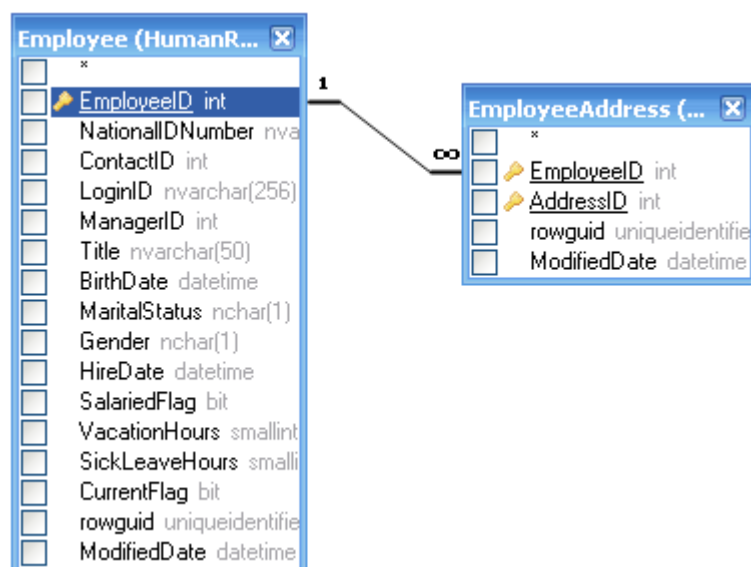 Employee (HumanR...
*
EmployeeID int
NationalIDNumber nva
ContactID int
LoginID nvarchar(256)
ManagerID int
Title nvarchar(50)
BirthDate datetime
MaritalStatus nchar(1)
Gender nchar(1)
HireDate datetime
SalariedFlag bit
VacationHours smallint
SickLeaveHours smalli
CurrentFlag bit
rowguid uniqueidentifie
ModifiedDate datetime
1
∞
EmployeeAddress (...
*
EmployeeID int
AddressID int
rowguid uniqueidentifie
ModifiedDate datetime